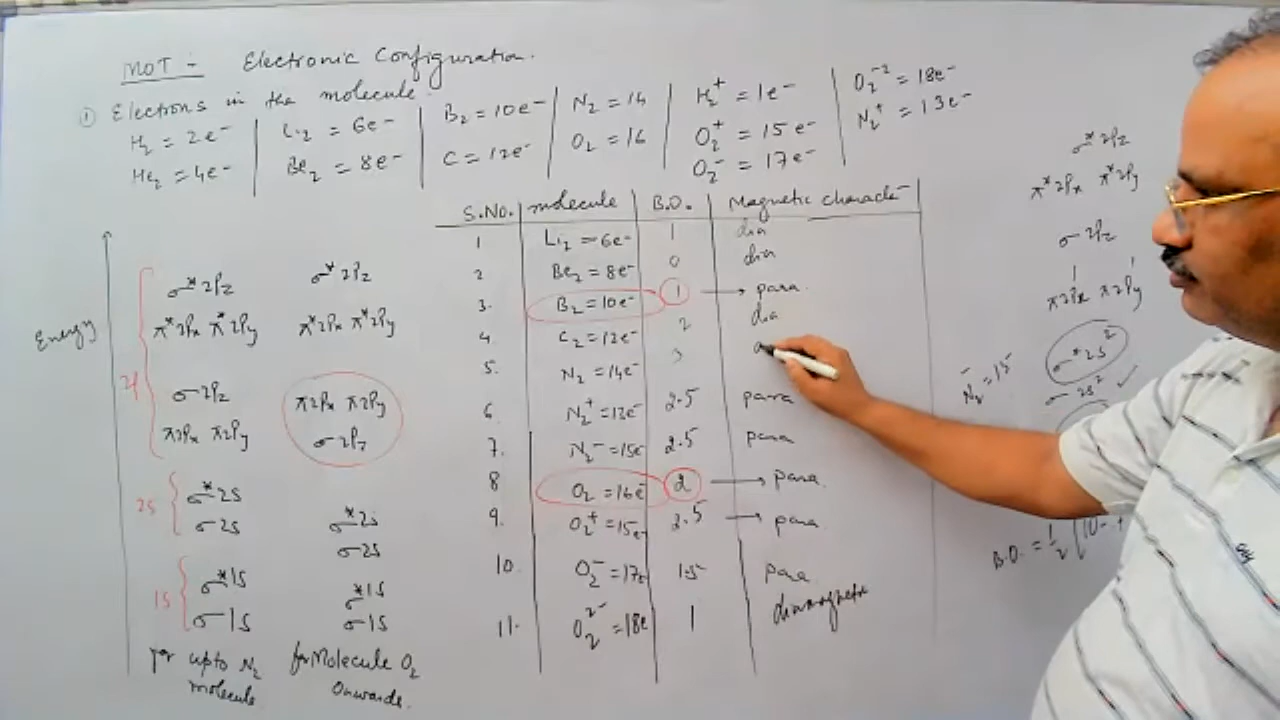 MOT :- Electronic Configuration.
① Electrons in the molecule.
H₂ = 2e⁻ | Li₂ = 6e⁻ | B₂ = 10e⁻ | N₂ = 14 | H₂⁺ = 1e⁻ | O₂⁻² = 18e⁻
He₂ = 4e⁻ | Be₂ = 8e⁻ | C = 12e⁻ | O₂ = 16 | O₂⁺ = 15e⁻ | N₂⁺ = 13e⁻
O₂⁻ = 17e⁻
S.No. | molecule | B.O. | Magnetic charact
1 Li₂ = 6e⁻ 1 dia
2 Be₂ = 8e⁻ 0 dia
3. B₂ = 10e⁻ 1 → para.
4 C₂ = 12e⁻ 2 dia
5. N₂ = 14e⁻ 3
6. N₂⁺ = 13e⁻ 2.5 para
7. N₂⁻ = 15e 2.5 para
8 O₂ = 16e⁻ 2 → para.
9. O₂⁺ = 15e⁻ 2.5 → para
10. O₂⁻ = 17e 1.5 para
11. O₂²⁻ = 18e 1 diamagnetic
Energy
σ*2Pz σ*2Pz
π*2Px π*2Py π*2Px π*2Py
σ2Pz π2Px π2Py
π2Px π2Py σ2Pz
2s σ*2s σ*2s
σ2s σ2s
1s σ*1s σ*1s
σ1s σ1s
for upto N₂ for Molecule O₂
molecule Onwards.
σ*2Pz
π*2Px π*2Py
σ2Pz
π2Px π2Py
σ*2s²
σ2s² ✓
N₂⁻ = 15
B.O. = ½ [10-